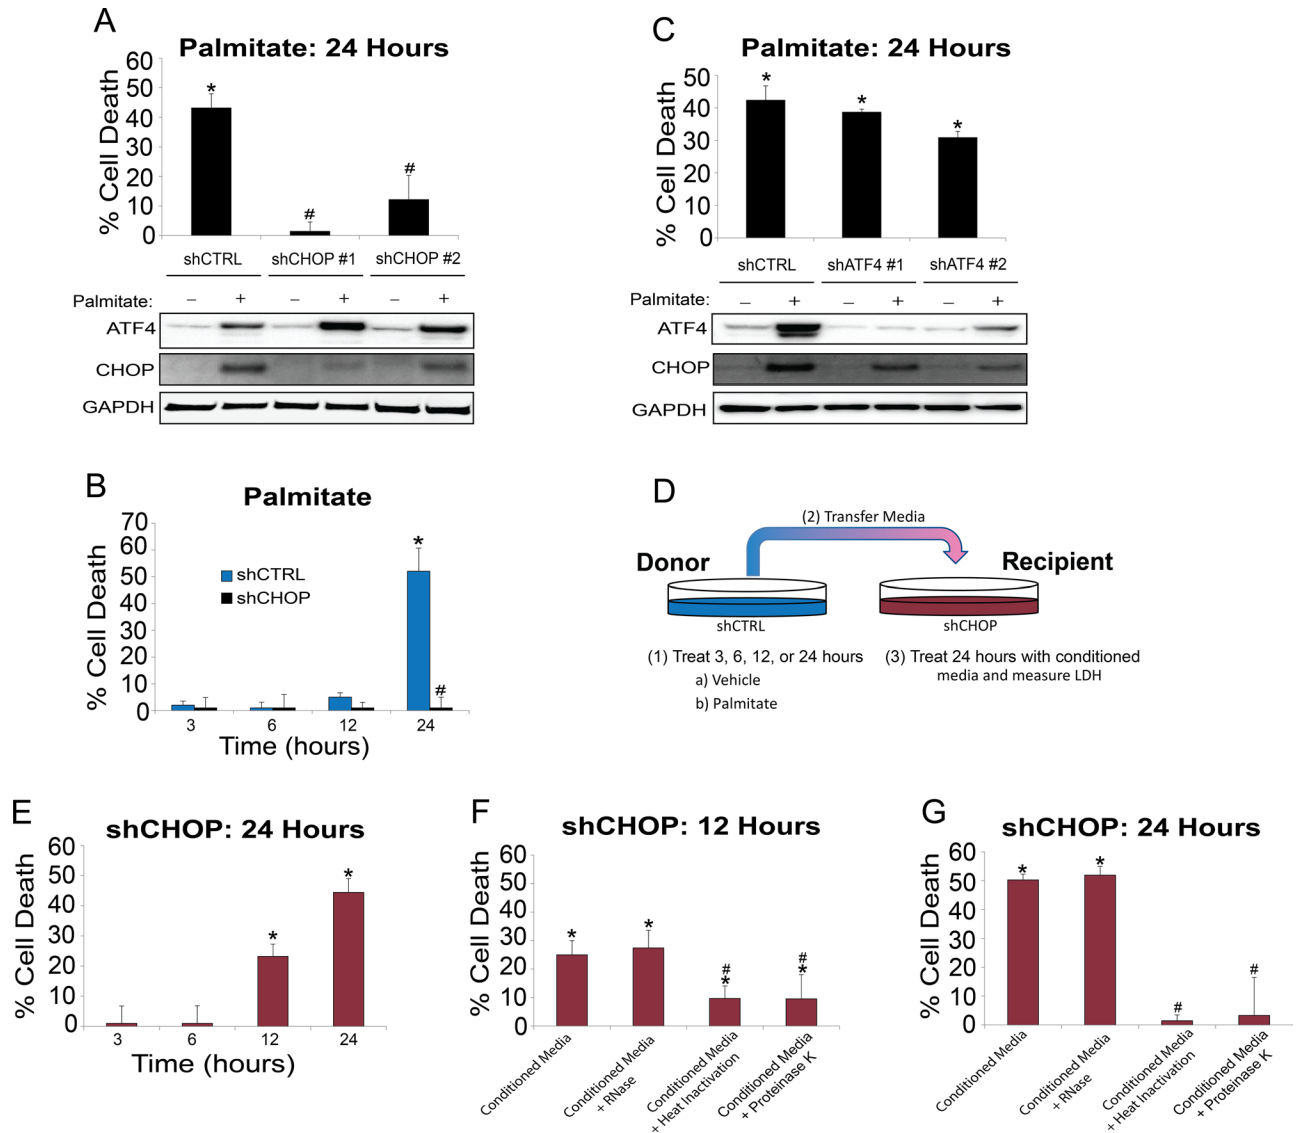 A
Palmitate: 24 Hours
% Cell Death
60
50
40
30
20
10
0
*
#
#
shCTRL
shCHOP #1
shCHOP #2
Palmitate:
– + – + – +
ATF4
CHOP
GAPDH
C
Palmitate: 24 Hours
% Cell Death
50
40
30
20
10
0
*
*
*
shCTRL
shATF4 #1
shATF4 #2
Palmitate:
– + – + – +
ATF4
CHOP
GAPDH
B
Palmitate
% Cell Death
70
60
50
40
30
20
10
0
shCTRL
shCHOP
*
#
3
6
12
24
Time (hours)
D
(2) Transfer Media
Donor
Recipient
shCTRL
shCHOP
(1) Treat 3, 6, 12, or 24 hours
a) Vehicle
b) Palmitate
(3) Treat 24 hours with conditioned
media and measure LDH
E
shCHOP: 24 Hours
% Cell Death
60
50
40
30
20
10
0
*
*
3
6
12
24
Time (hours)
F
shCHOP: 12 Hours
% Cell Death
60
50
40
30
20
10
0
*
*
#
*
#
*
Conditioned Media
Conditioned Media
+ RNase
Conditioned Media
+ Heat Inactivation
Conditioned Media
+ Proteinase K
G
shCHOP: 24 Hours
% Cell Death
60
50
40
30
20
10
0
*
*
#
#
Conditioned Media
Conditioned Media
+ RNase
Conditioned Media
+ Heat Inactivation
Conditioned Media
+ Proteinase K